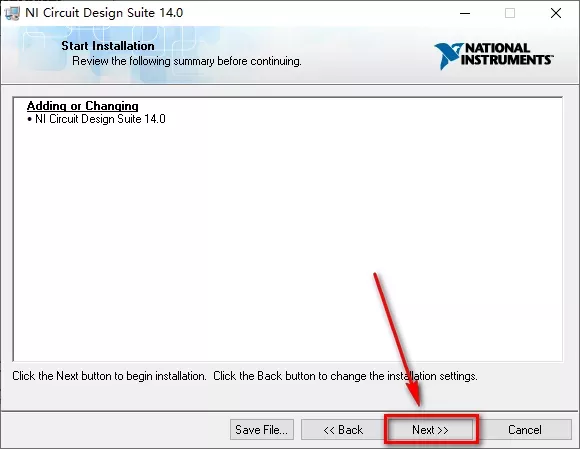 NI Circuit Design Suite 14.0
Start Installation
Review the following summary before continuing.
NATIONAL
INSTRUMENTS
Adding or Changing
• NI Circuit Design Suite 14.0
Click the Next button to begin installation.  Click the Back button to change the installation settings.
Save File...
<< Back
Next >>
Cancel